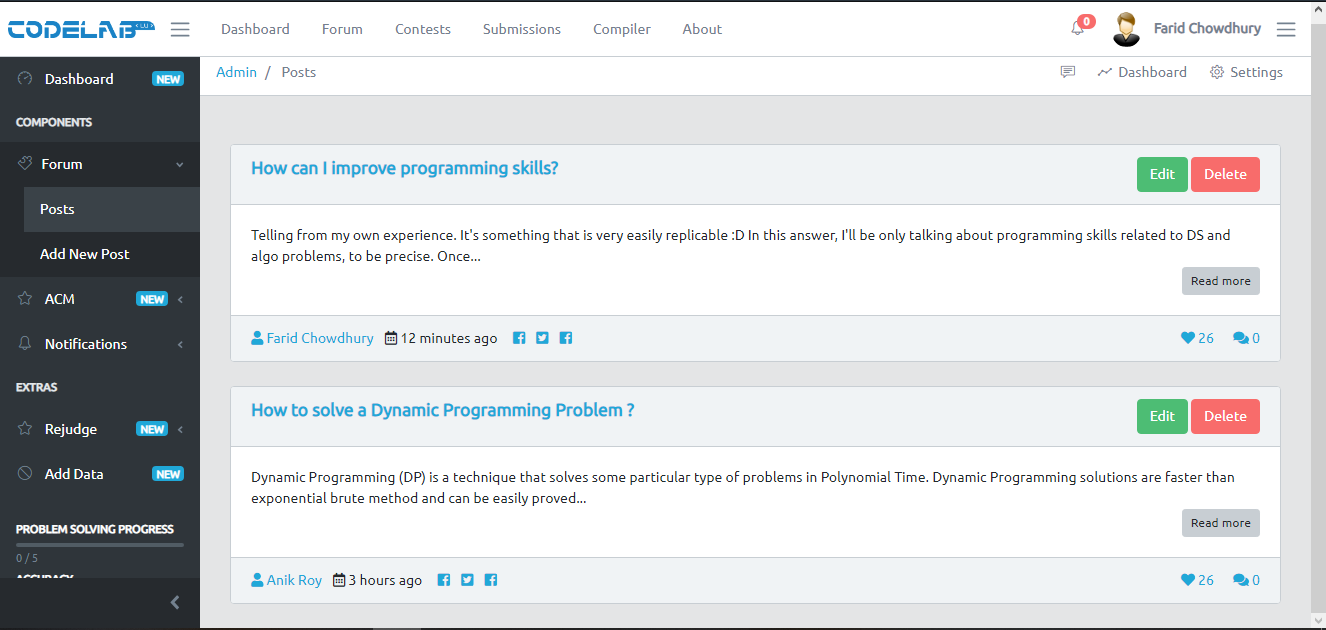 CODELAB
Dashboard Forum Contests Submissions Compiler About
0
Farid Chowdhury
Admin / Posts
Dashboard Settings
Dashboard NEW
COMPONENTS
Forum
Posts
Add New Post
ACM NEW
Notifications
EXTRAS
Rejudge NEW
Add Data NEW
PROBLEM SOLVING PROGRESS
0 / 5
ACCURACY
How can I improve programming skills?
Edit Delete
Telling from my own experience. It's something that is very easily replicable :D In this answer, I'll be only talking about programming skills related to DS and
algo problems, to be precise. Once...
Read more
Farid Chowdhury 12 minutes ago
26 0
How to solve a Dynamic Programming Problem ?
Edit Delete
Dynamic Programming (DP) is a technique that solves some particular type of problems in Polynomial Time. Dynamic Programming solutions are faster than
exponential brute method and can be easily proved...
Read more
Anik Roy 3 hours ago
26 0